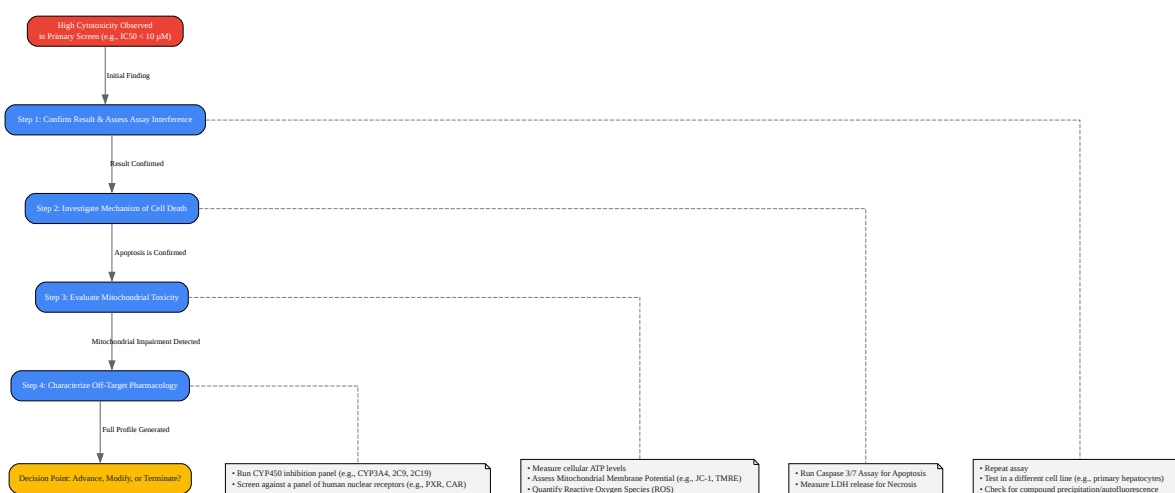 High Cytotoxicity Observed
in Primary Screen (e.g., IC50 < 10 µM)
Initial Finding
Step 1: Confirm Result & Assess Assay Interference
Result Confirmed
Step 2: Investigate Mechanism of Cell Death
Apoptosis is Confirmed
Step 3: Evaluate Mitochondrial Toxicity
Mitochondrial Impairment Detected
Step 4: Characterize Off-Target Pharmacology
Full Profile Generated
Decision Point: Advance, Modify, or Terminate?
• Run CYP450 inhibition panel (e.g., CYP3A4, 2C9, 2C19)
• Screen against a panel of human nuclear receptors (e.g., PXR, CAR)
• Measure cellular ATP levels
• Assess Mitochondrial Membrane Potential (e.g., JC-1, TMRE)
• Quantify Reactive Oxygen Species (ROS)
• Run Caspase 3/7 Assay for Apoptosis
• Measure LDH release for Necrosis
• Repeat assay
• Test in a different cell line (e.g., primary hepatocytes)
• Check for compound precipitation/autofluorescence